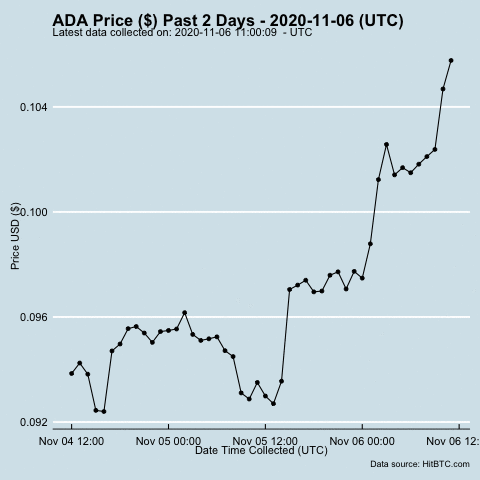 ADA Price ($) Past 2 Days - 2020-11-06 (UTC)
Latest data collected on: 2020-11-06 11:00:09  - UTC
0.104
0.100
0.096
0.092
Price USD ($)
Nov 04 12:00 Nov 05 00:00 Nov 05 12:00 Nov 06 00:00 Nov 06 12:
Date Time Collected (UTC)
Data source: HitBTC.com